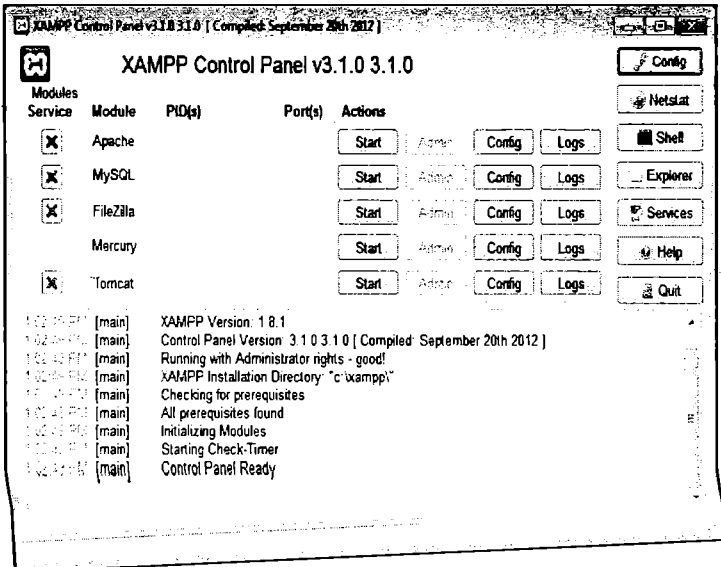 XAMPP Control Panel v3.1.0 3.1.0 [ Compiled: September 20th 2012 ]
XAMPP Control Panel v3.1.0 3.1.0
Config
Modules
Service Module PID(s) Port(s) Actions
Netstat
Apache Start Admin Config Logs
Shell
MySQL Start Admin Config Logs
Explorer
FileZilla Start Admin Config Logs
Services
Mercury Start Admin Config Logs
Help
Tomcat Start Admin Config Logs
Quit
[main] XAMPP Version: 1.8.1
[main] Control Panel Version: 3.1.0 3.1.0 [ Compiled: September 20th 2012 ]
[main] Running with Administrator rights - good!
[main] XAMPP Installation Directory: "c:\xampp\"
[main] Checking for prerequisites
[main] All prerequisites found
[main] Initializing Modules
[main] Starting Check-Timer
[main] Control Panel Ready